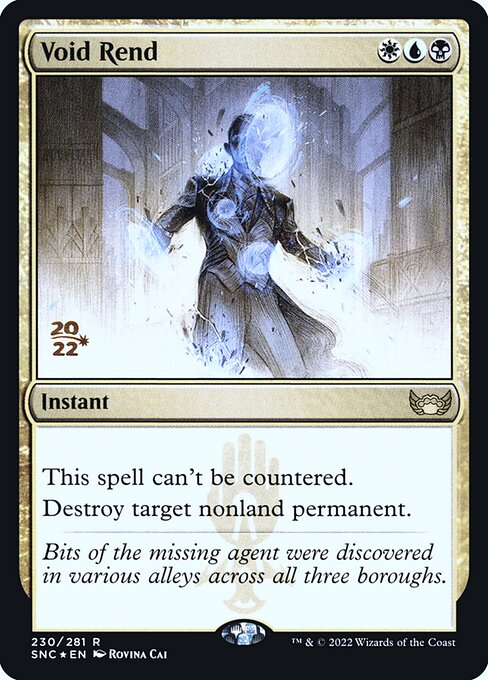 Void Rend
20
22
Instant
This spell can't be countered.
Destroy target nonland permanent.
Bits of the missing agent were discovered
in various alleys across all three boroughs.
230/281 R
SNC ★ EN Rovina Cai
™ & © 2022 Wizards of the Coast